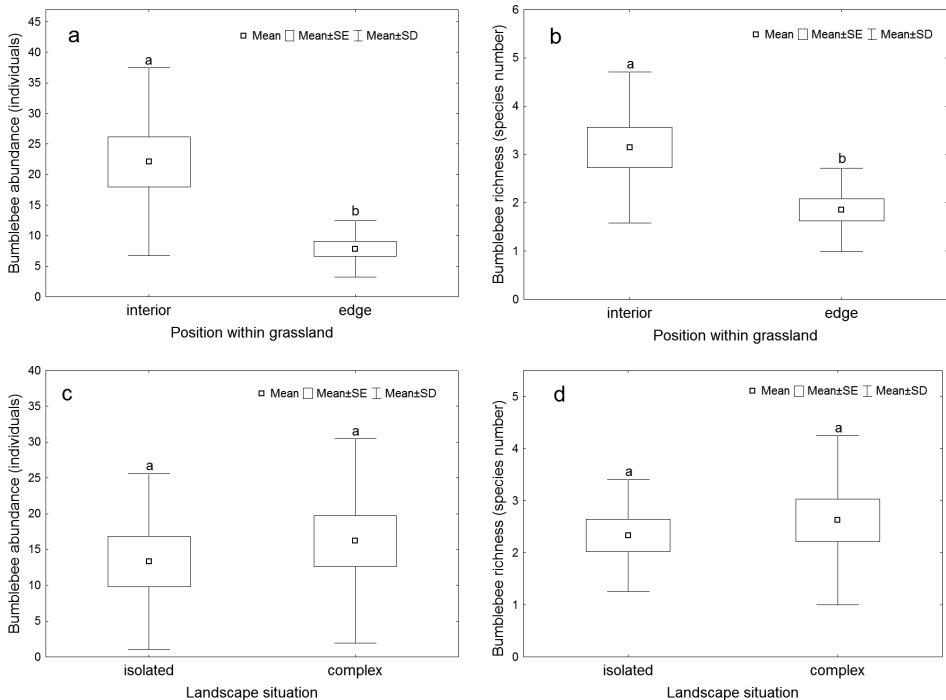 a
Mean Mean±SE Mean±SD
Bumblebee abundance (individuals)
45
40
35
30
25
20
15
10
5
0
a
b
interior edge
Position within grassland
b
Mean Mean±SE Mean±SD
Bumblebee richness (species number)
6
5
4
3
2
1
0
a
b
interior edge
Position within grassland
c
Mean Mean±SE Mean±SD
Bumblebee abundance (individuals)
40
35
30
25
20
15
10
5
0
a
a
isolated complex
Landscape situation
d
Mean Mean±SE Mean±SD
Bumblebee richness (species number)
5
4
3
2
1
0
a
a
isolated complex
Landscape situation